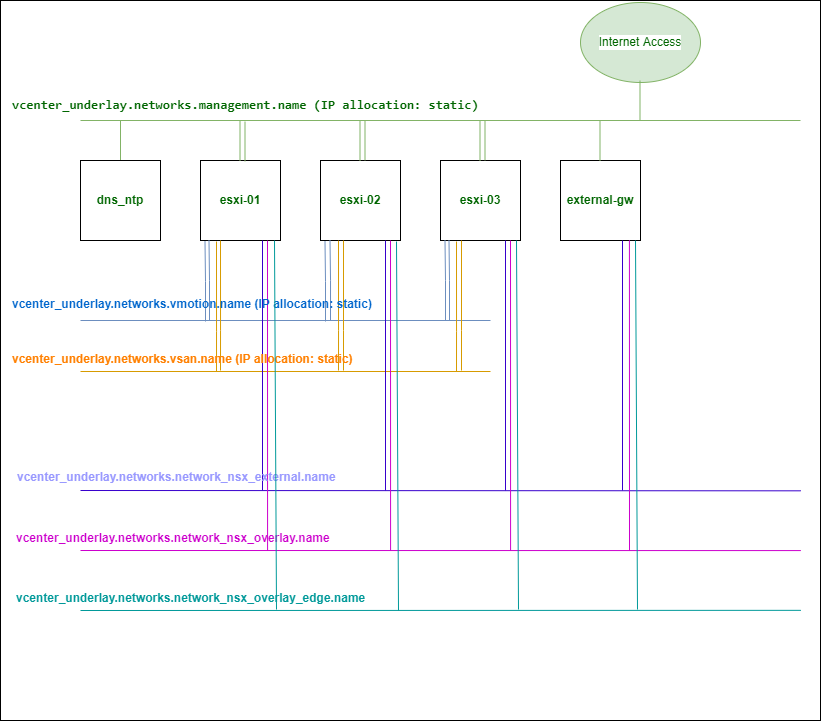 Internet Access
vcenter_underlay.networks.management.name (IP allocation: static)
dns_ntp
esxi-01
esxi-02
esxi-03
external-gw
vcenter_underlay.networks.vmotion.name (IP allocation: static)
vcenter_underlay.networks.vsan.name (IP allocation: static)
vcenter_underlay.networks.network_nsx_external.name
vcenter_underlay.networks.network_nsx_overlay.name
vcenter_underlay.networks.network_nsx_overlay_edge.name